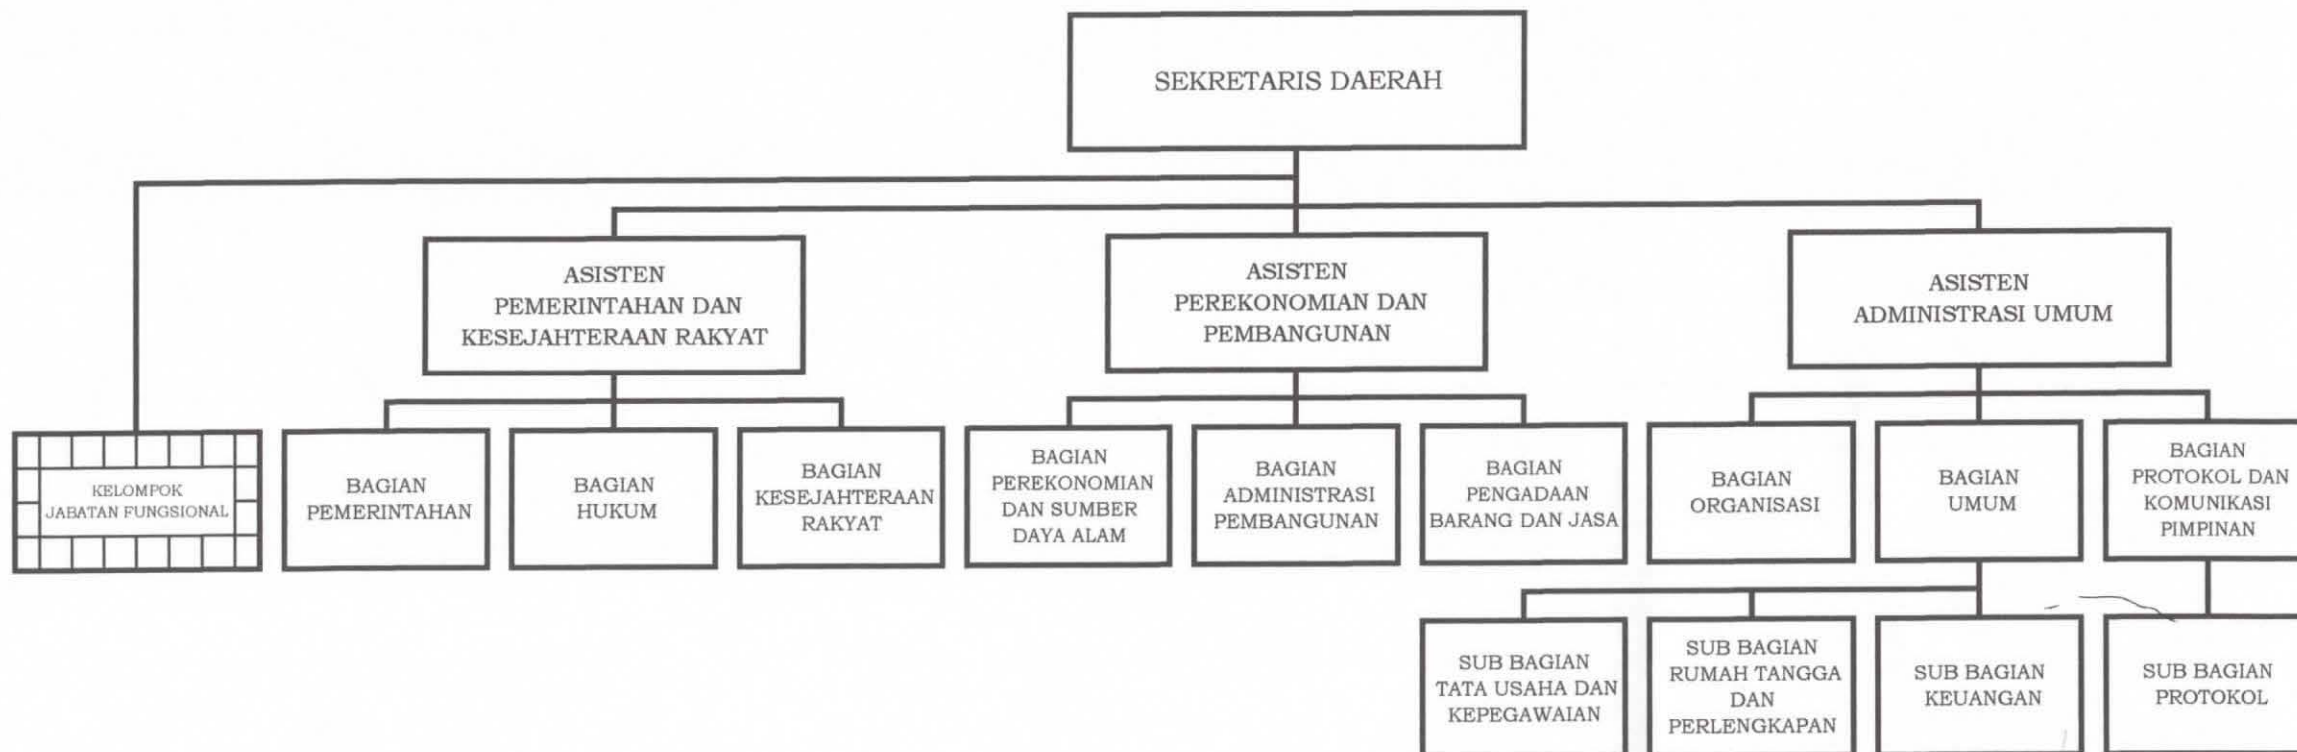 SEKRETARIS DAERAH
ASISTEN
PEMERINTAHAN DAN
KESEJAHTERAAN RAKYAT
ASISTEN
PEREKONOMIAN DAN
PEMBANGUNAN
ASISTEN
ADMINISTRASI UMUM
KELOMPOK
JABATAN FUNGSIONAL
BAGIAN
PEMERINTAHAN
BAGIAN
HUKUM
BAGIAN
KESEJAHTERAAN
RAKYAT
BAGIAN
PEREKONOMIAN
DAN SUMBER
DAYA ALAM
BAGIAN
ADMINISTRASI
PEMBANGUNAN
BAGIAN
PENGADAAN
BARANG DAN JASA
BAGIAN
ORGANISASI
BAGIAN
UMUM
BAGIAN
PROTOKOL DAN
KOMUNIKASI
PIMPINAN
SUB BAGIAN
TATA USAHA DAN
KEPEGAWAIAN
SUB BAGIAN
RUMAH TANGGA
DAN
PERLENGKAPAN
SUB BAGIAN
KEUANGAN
SUB BAGIAN
PROTOKOL